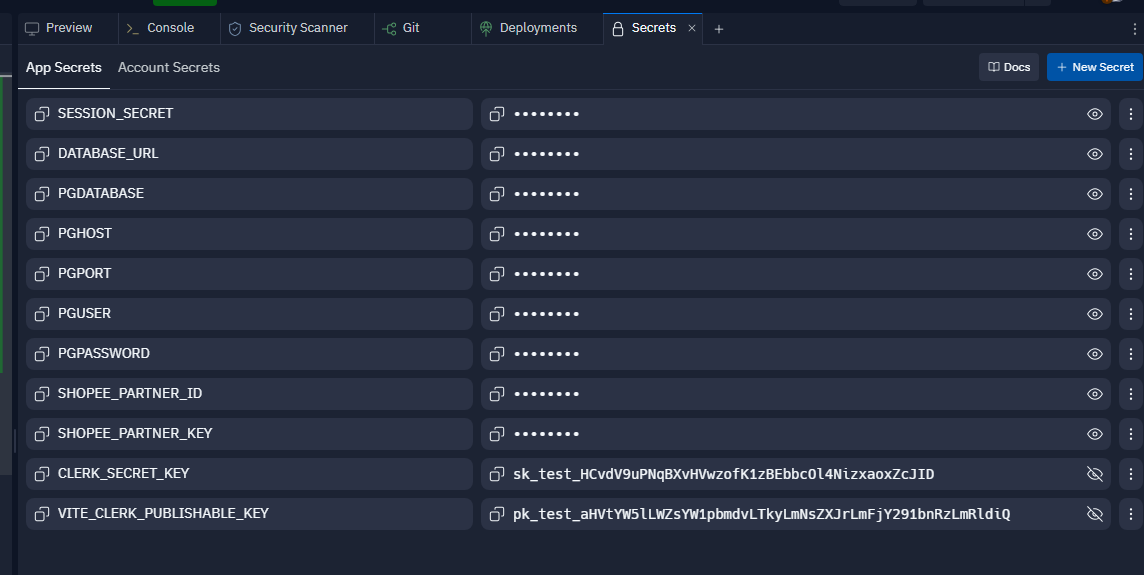 Preview Console Security Scanner Git Deployments Secrets
App Secrets Account Secrets Docs New Secret
SESSION_SECRET ••••••••
DATABASE_URL ••••••••
PGDATABASE ••••••••
PGHOST ••••••••
PGPORT ••••••••
PGUSER ••••••••
PGPASSWORD ••••••••
SHOPEE_PARTNER_ID ••••••••
SHOPEE_PARTNER_KEY ••••••••
CLERK_SECRET_KEY sk_test_HCvdV9uPNqBXvHVwzofK1zBEbbcOl4NizxaoxZcJID
VITE_CLERK_PUBLISHABLE_KEY pk_test_aHVtYW5lLWZsYW1pbmdvLTkyLmNsZXJrLmFjY291bnRzLmRldiQ